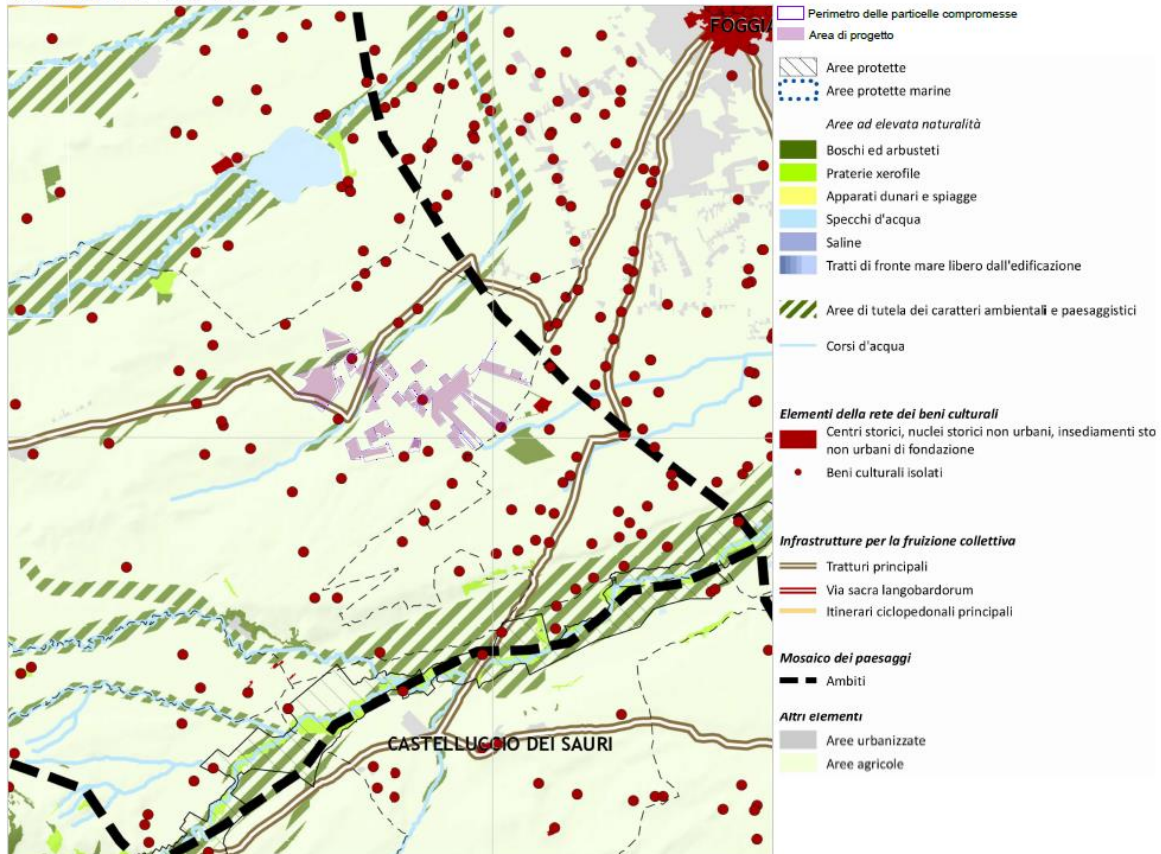 FOGGIA
CASTELLUCCIO DEI SAURI
Perimetro delle particelle compromesse
Area di progetto
Aree protette
Aree protette marine
Aree ad elevata naturalità
Boschi ed arbusteti
Praterie xerofile
Apparati dunari e spiagge
Specchi d'acqua
Saline
Tratti di fronte mare libero dall'edificazione
Aree di tutela dei caratteri ambientali e paesaggistici
Corsi d'acqua
Elementi della rete dei beni culturali
Centri storici, nuclei storici non urbani, insediamenti sto
non urbani di fondazione
Beni culturali isolati
Infrastrutture per la fruizione collettiva
Tratturi principali
Via sacra langobardorum
Itinerari ciclopedonali principali
Mosaico dei paesaggi
Ambiti
Altri elementi
Aree urbanizzate
Aree agricole